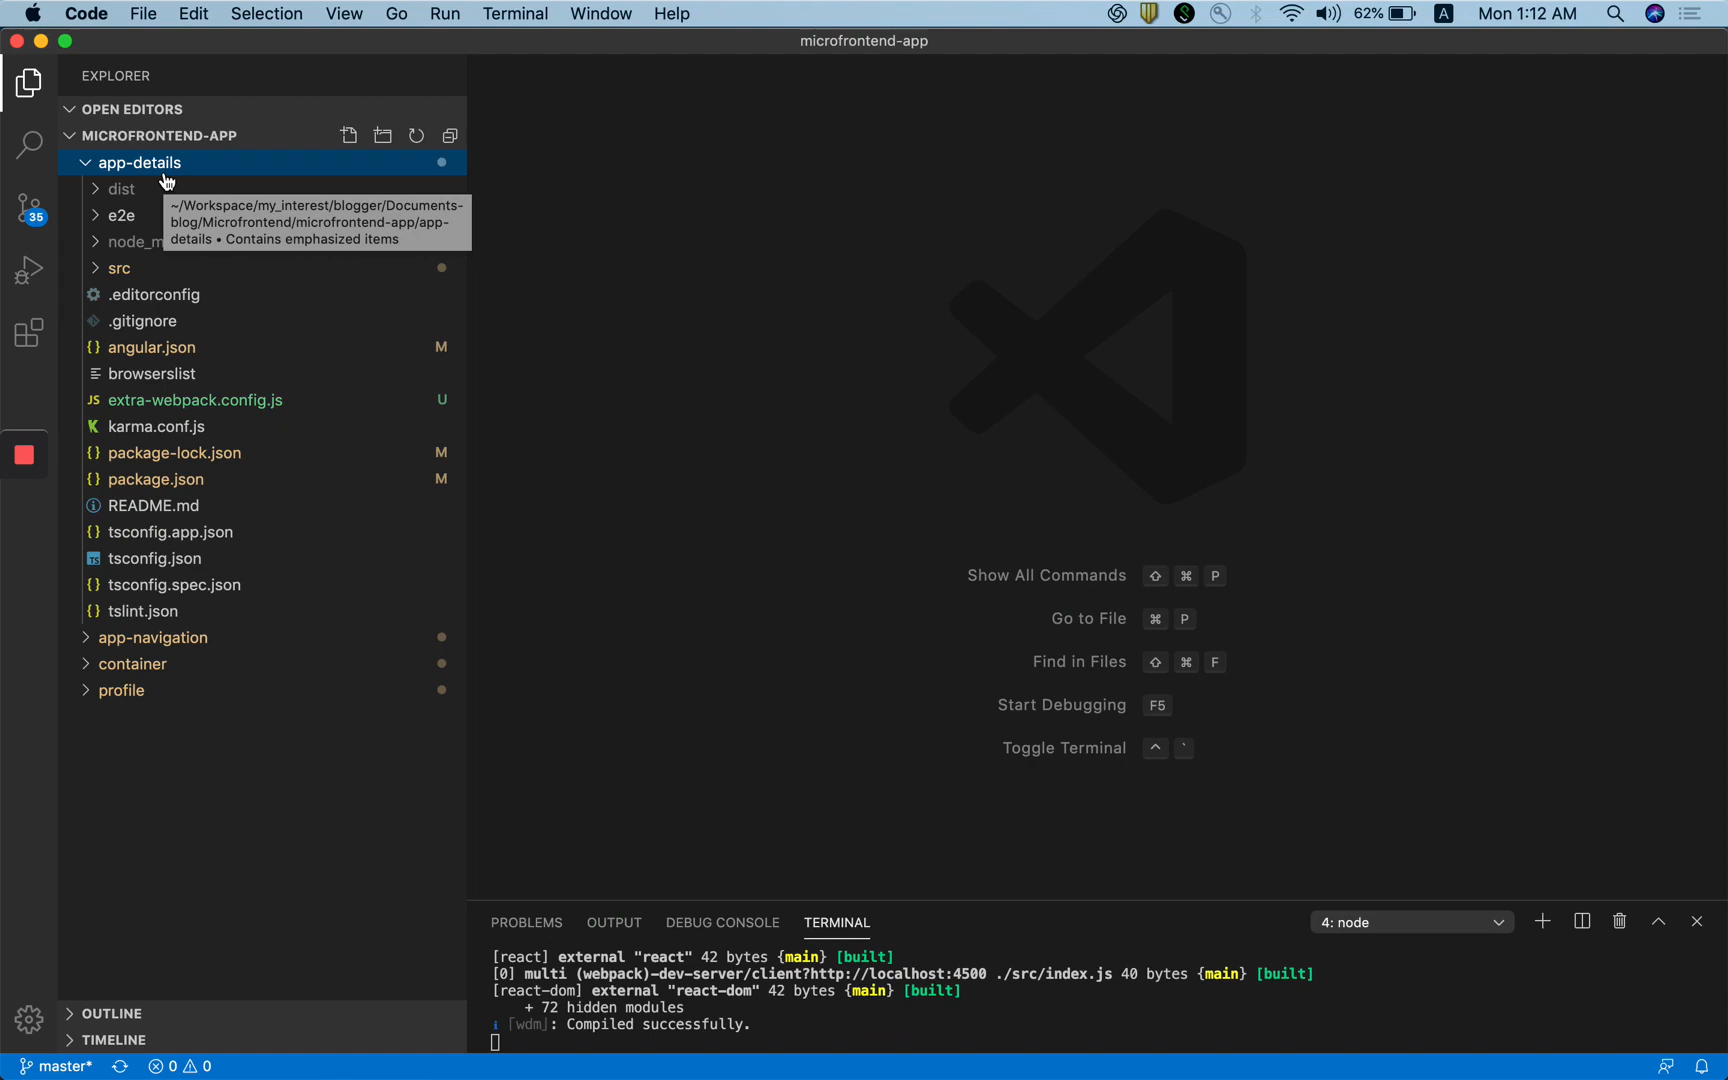 Code File Edit Selection View Go Run Terminal Window Help 62% A Mon 1:12 AM
microfrontend-app
EXPLORER
OPEN EDITORS
MICROFRONTEND-APP
app-details
dist
~/Workspace/my_interest/blogger/Documents-
blog/Microfrontend/microfrontend-app/app-
details • Contains emphasized items
e2e
35
node_m
src
.editorconfig
.gitignore
{} angular.json M
browserslist
JS extra-webpack.config.js U
karma.conf.js
{} package-lock.json M
{} package.json M
README.md
{} tsconfig.app.json
TS tsconfig.json
{} tsconfig.spec.json
{} tslint.json
app-navigation
container
profile
Show All Commands ⇧ ⌘ P
Go to File ⌘ P
Find in Files ⇧ ⌘ F
Start Debugging F5
Toggle Terminal ^ `
PROBLEMS OUTPUT DEBUG CONSOLE TERMINAL 4: node
[react] external "react" 42 bytes {main} [built]
[0] multi (webpack)-dev-server/client?http://localhost:4500 ./src/index.js 40 bytes {main} [built]
[react-dom] external "react-dom" 42 bytes {main} [built]
+ 72 hidden modules
ℹ ｢wdm｣: Compiled successfully.
OUTLINE
TIMELINE
master* 0 0